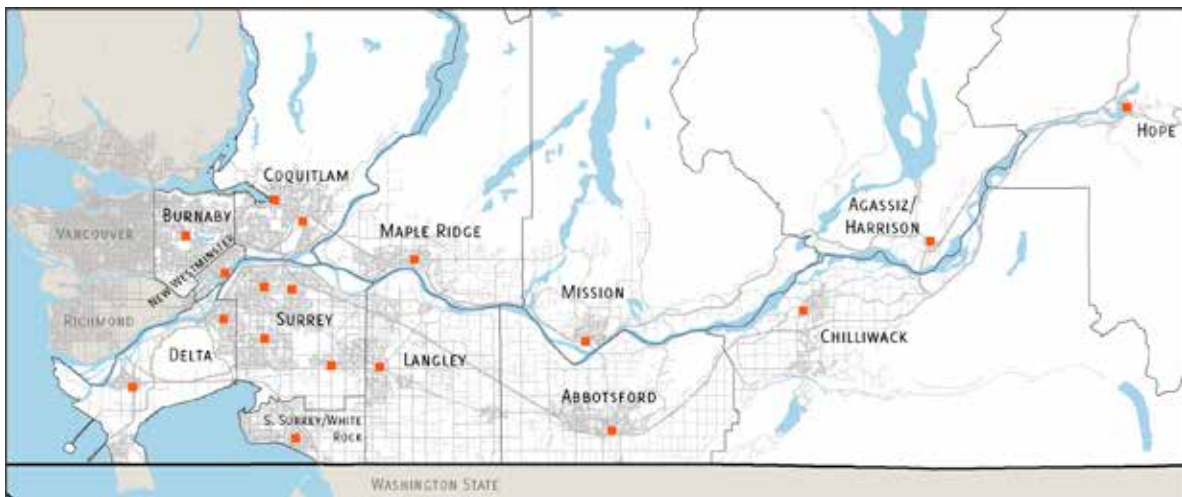 HOPE
COQUITLAM
AGASSIZ/
HARRISON
BURNABY
VANCOUVER
MAPLE RIDGE
NEW WESTMINSTER
MISSION
RICHMOND
SURREY
CHILLIWACK
DELTA
LANGLEY
ABBOTSFORD
S. SURREY/WHITE
ROCK
WASHINGTON STATE